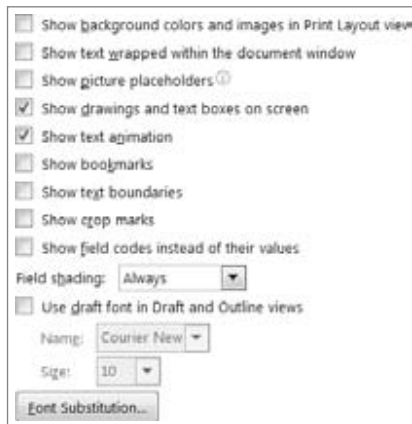 Show background colors and images in Print Layout view
Show text wrapped within the document window
Show picture placeholders
Show drawings and text boxes on screen
Show text animation
Show bookmarks
Show text boundaries
Show crop marks
Show field codes instead of their values
Field shading: Always
Use draft font in Draft and Outline views
Name: Courier New
Size: 10
Font Substitution...